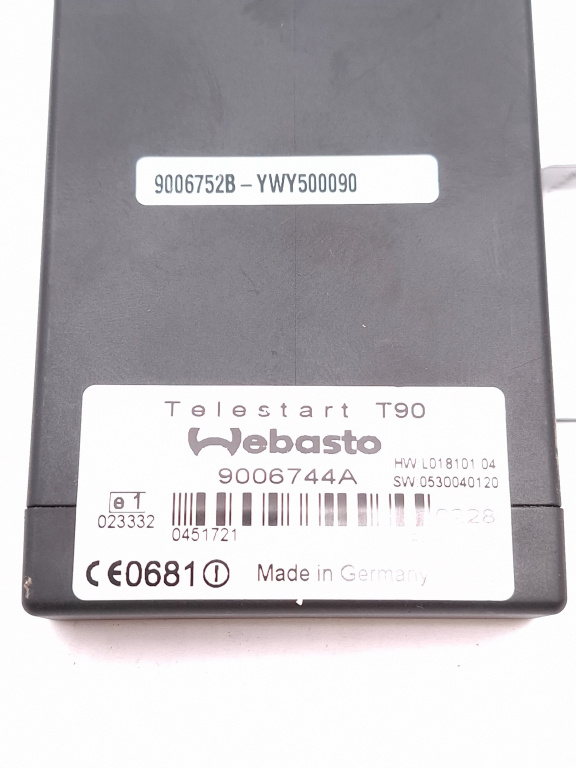 9006752B – YWY500090
Telestart T90
Webasto
9006744A
HW L018101 04
SW 0530040120
e1
023332
0451721
CE0681
Made in Germany